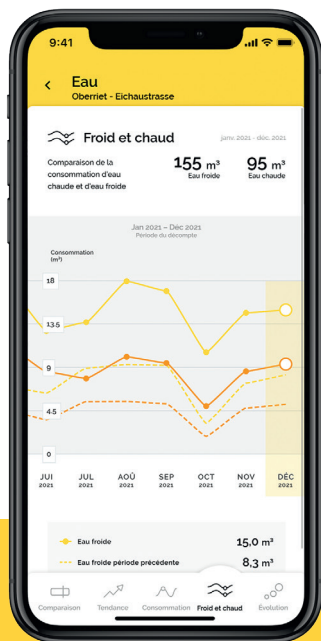 9:41
Eau
Oberriet - Eichaustrasse
Froid et chaud
janv. 2021 - déc. 2021
Comparaison de la
consommation d'eau
chaude et d'eau froide
155 m³
Eau froide
95 m³
Eau chaude
Jan 2021 – Déc 2021
Période du décompte
Consommation
(m³)
18
13.5
9
4.5
0
JUI
2021
JUL
2021
AOÛ
2021
SEP
2021
OCT
2021
NOV
2021
DÉC
2021
Eau froide
15,0 m³
Eau froide période précédente
8,3 m³
Comparaison
Tendance
Consommation
Froid et chaud
Evolution